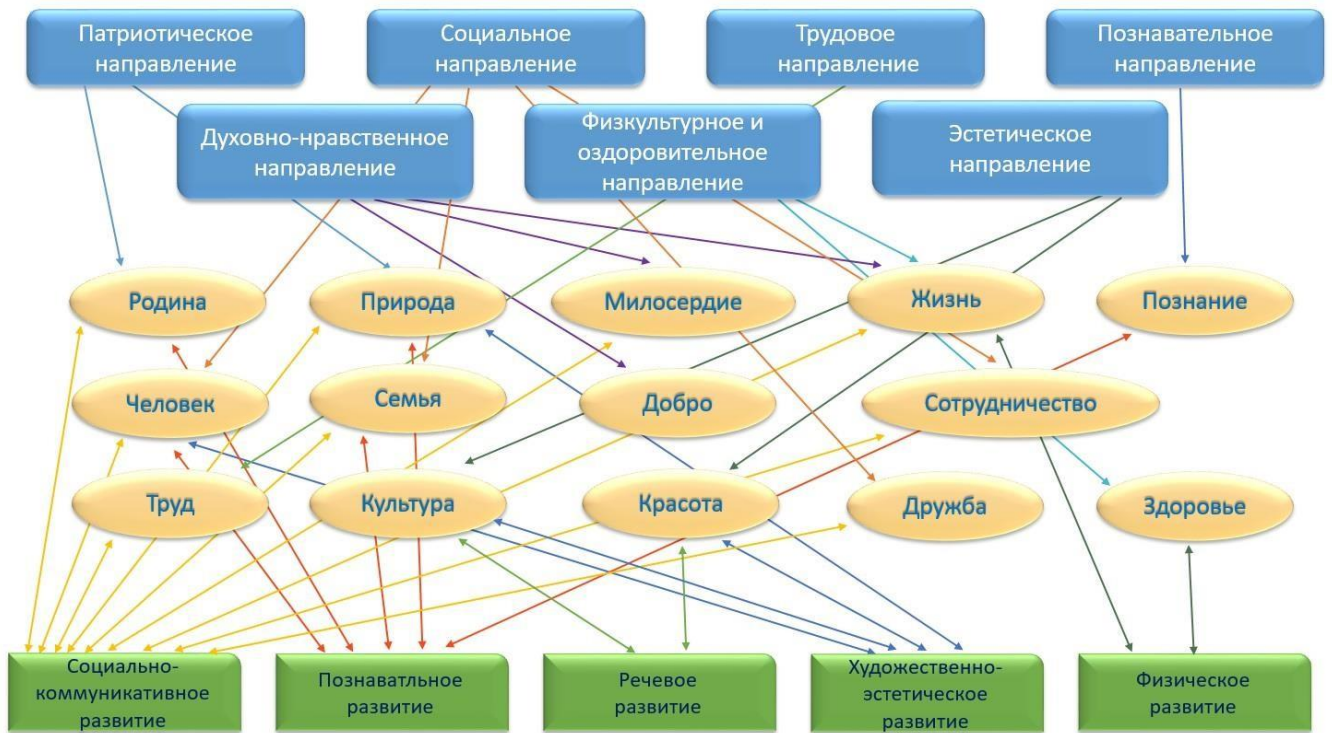 Патриотическое
направление
Социальное
направление
Трудовое
направление
Познавательное
направление
Духовно-нравственное
направление
Физкультурное и
оздоровительное
направление
Эстетическое
направление
Родина
Природа
Милосердие
Жизнь
Познание
Человек
Семья
Добро
Сотрудничество
Труд
Культура
Красота
Дружба
Здоровье
Социально-
коммуникативное
развитие
Познаватльное
развитие
Речевое
развитие
Художественно-
эстетическое
развитие
Физическое
развитие